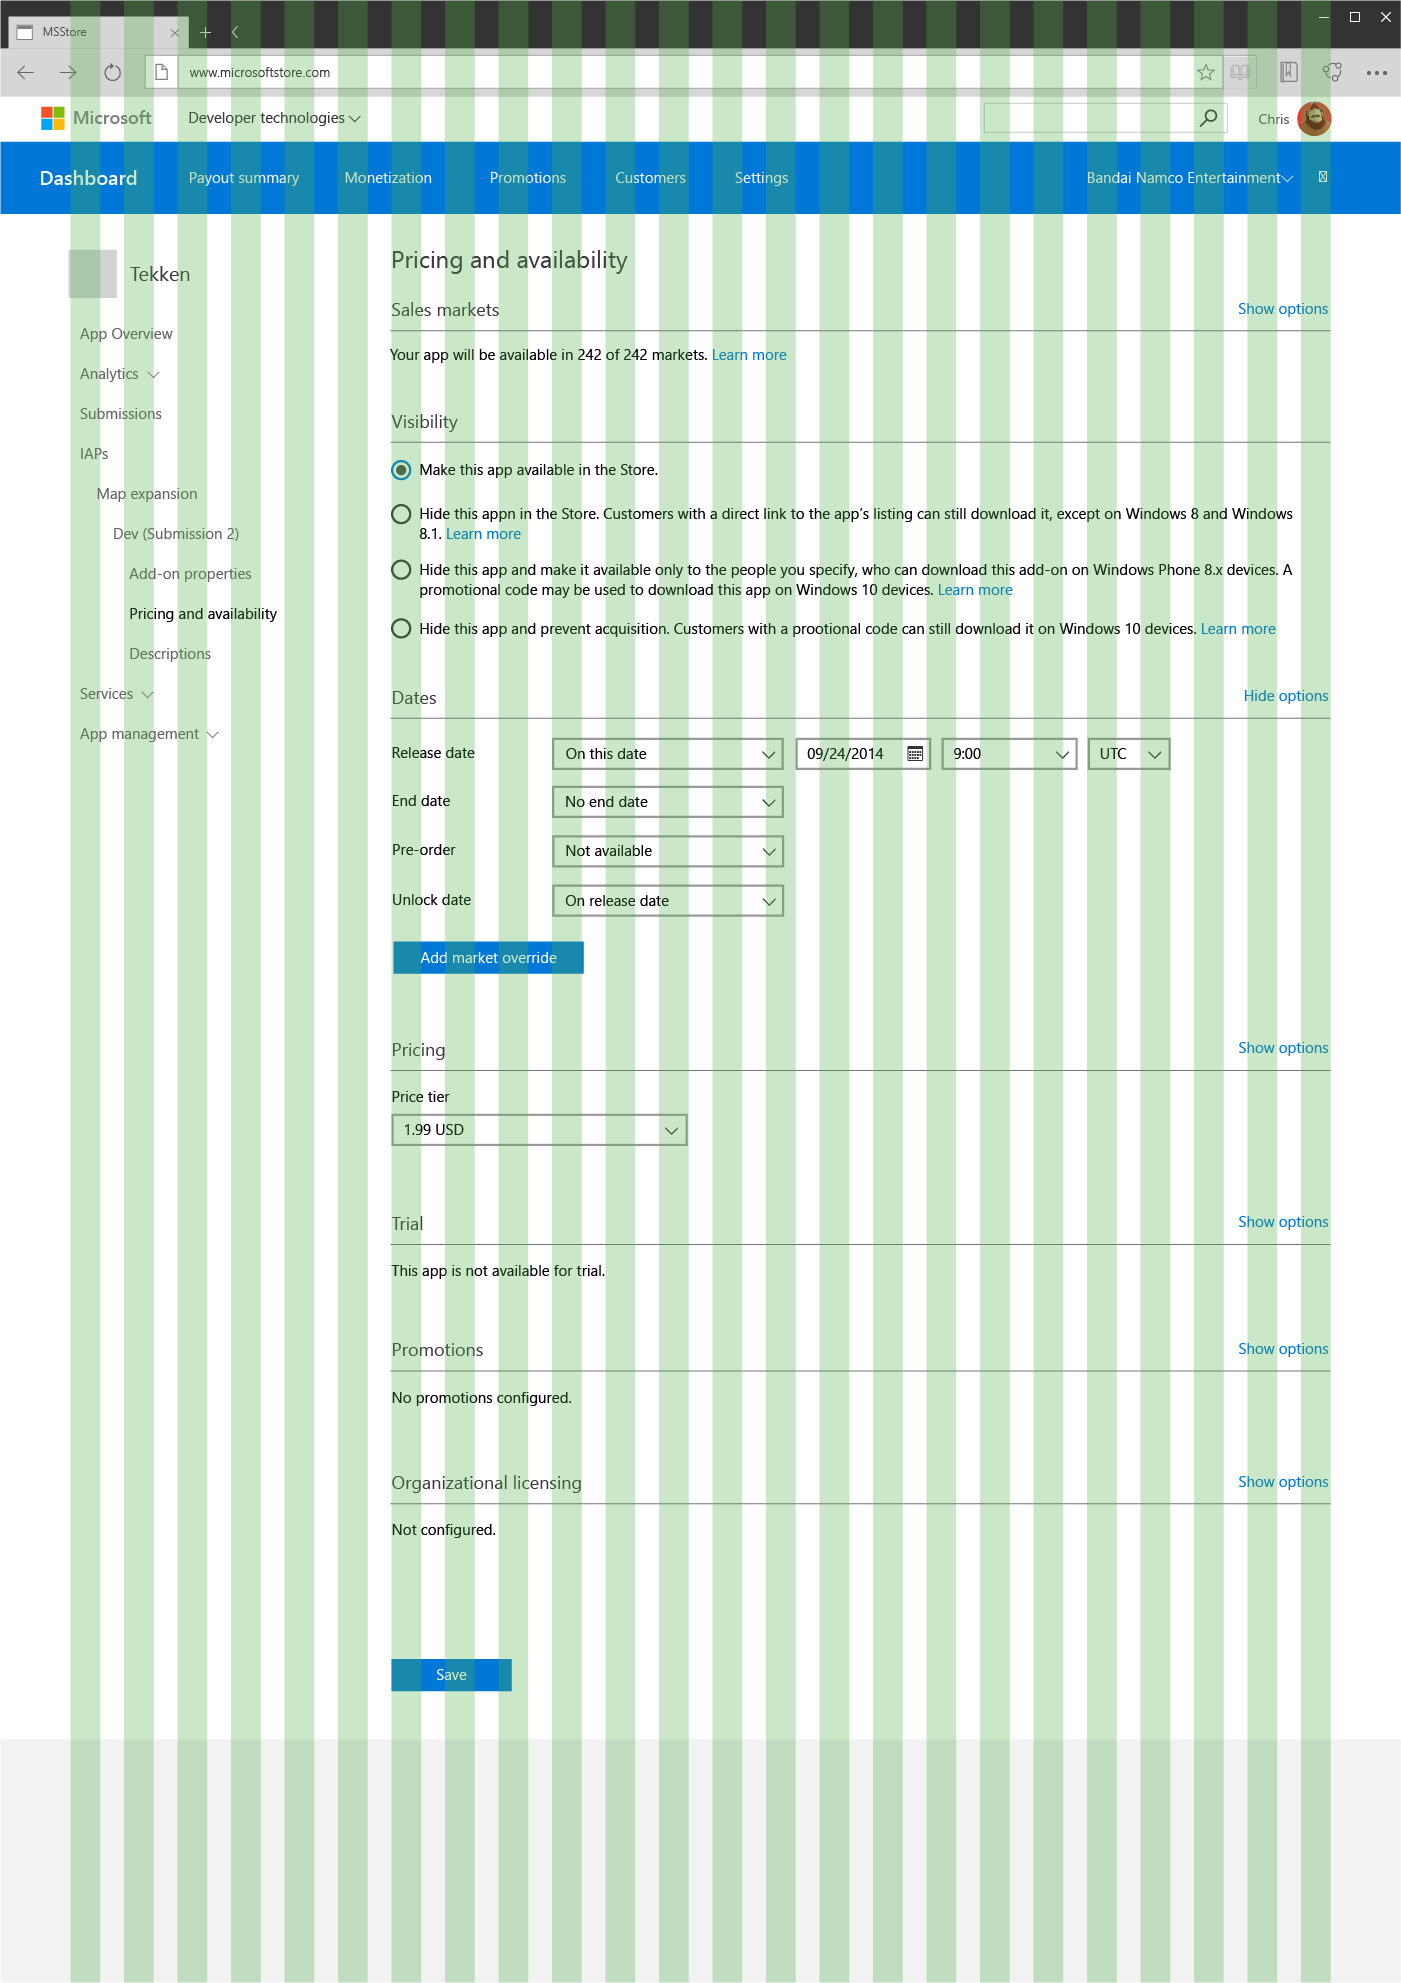 MSStore
www.microsoftstore.com
Microsoft
Developer technologies
Chris
Dashboard
Payout summary
Monetization
Promotions
Customers
Settings
Bandai Namco Entertainment
Tekken
App Overview
Analytics
Submissions
IAPs
Map expansion
Dev (Submission 2)
Add-on properties
Pricing and availability
Descriptions
Services
App management
Pricing and availability
Sales markets
Show options
Your app will be available in 242 of 242 markets. Learn more
Visibility
Make this app available in the Store.
Hide this appn in the Store. Customers with a direct link to the app’s listing can still download it, except on Windows 8 and Windows
8.1. Learn more
Hide this app and make it available only to the people you specify, who can download this add-on on Windows Phone 8.x devices. A
promotional code may be used to download this app on Windows 10 devices. Learn more
Hide this app and prevent acquisition. Customers with a prootional code can still download it on Windows 10 devices. Learn more
Dates
Hide options
Release date
On this date
09/24/2014
9:00
UTC
End date
No end date
Pre-order
Not available
Unlock date
On release date
Add market override
Pricing
Show options
Price tier
1.99 USD
Trial
Show options
This app is not available for trial.
Promotions
Show options
No promotions configured.
Organizational licensing
Show options
Not configured.
Save